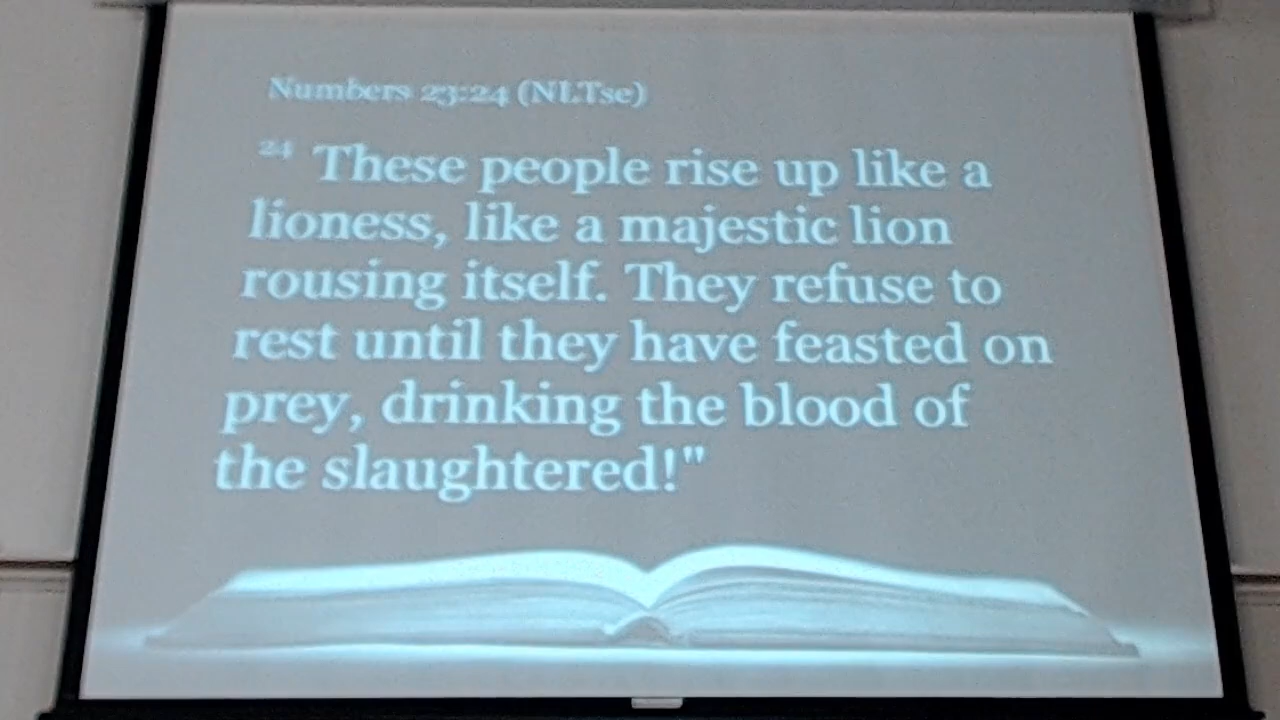 Numbers 23:24 (NLTse)
24 These people rise up like a
lioness, like a majestic lion
rousing itself. They refuse to
rest until they have feasted on
prey, drinking the blood of
the slaughtered!"